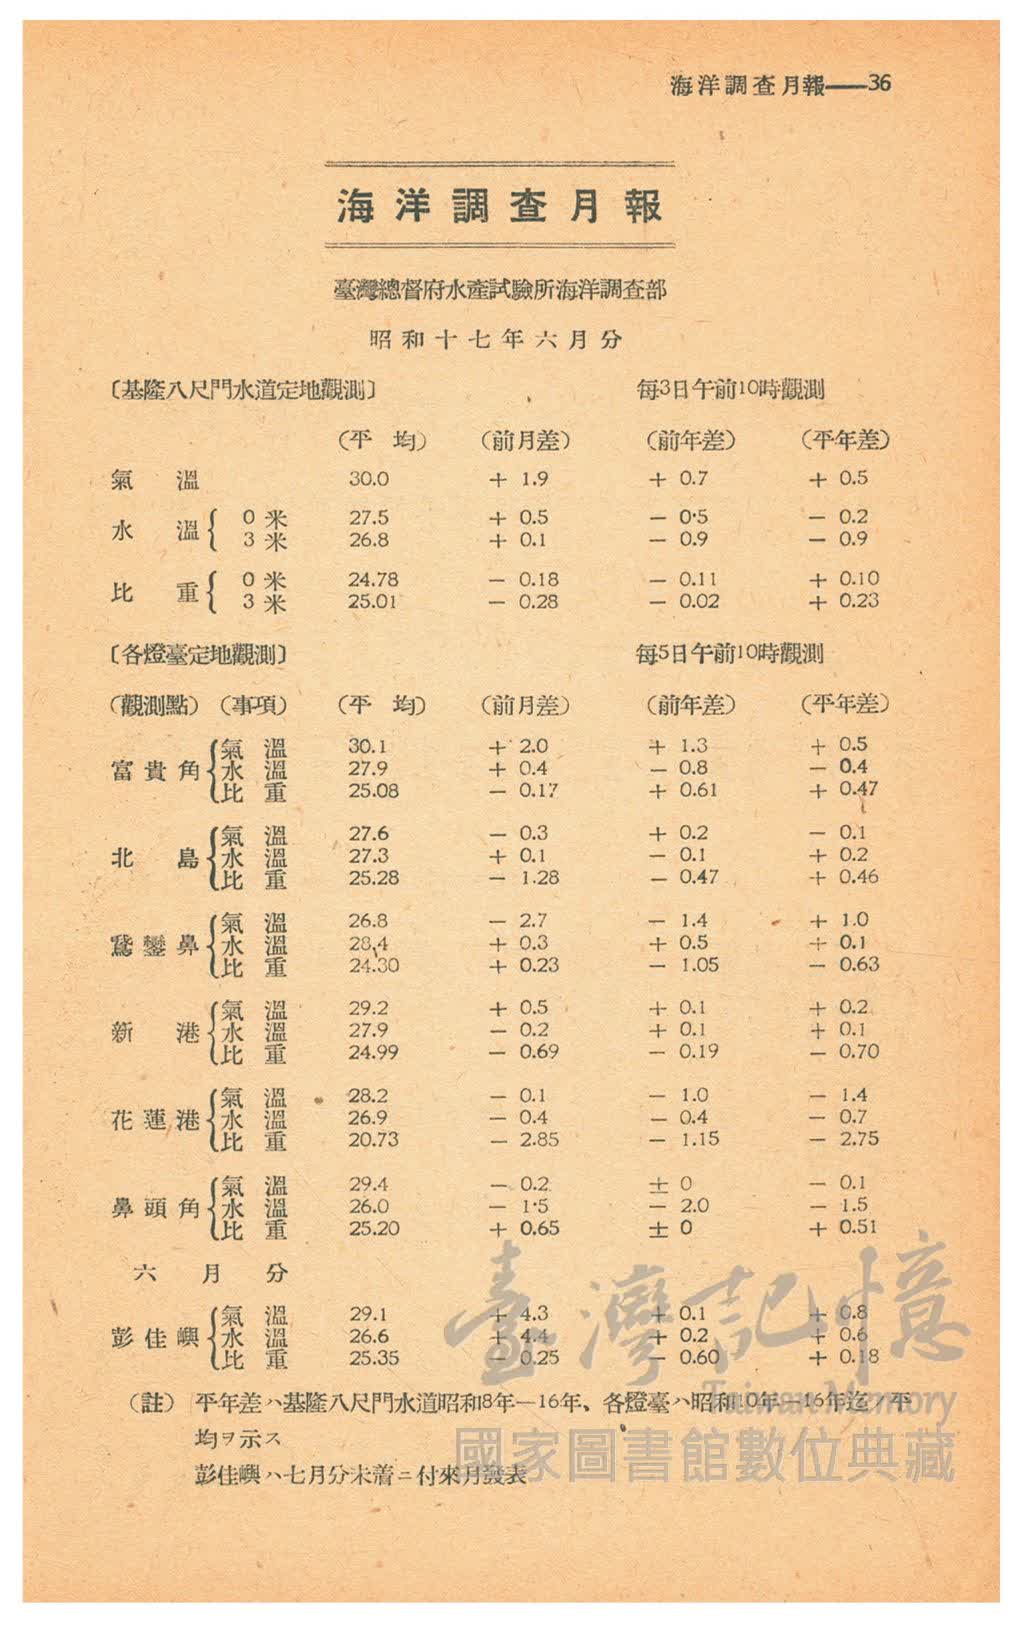 海洋調査月報——36
海洋調査月報
臺灣總督府水產試驗所海洋調査部
昭和十七年六月分
〔基隆八尺門水道定地觀測〕 每3日午前10時觀測
(平 均) (前月差) (前年差) (平年差)
氣 溫 30.0 + 1.9 + 0.7 + 0.5
水 溫 { 0 米 27.5 + 0.5 − 0·5 − 0.2
3 米 26.8 + 0.1 − 0.9 − 0.9
比 重 { 0 米 24.78 − 0.18 − 0.11 + 0.10
3 米 25.01 − 0.28 − 0.02 + 0.23
〔各燈臺定地觀測〕 每5日午前10時觀測
(觀測點) (事項) (平 均) (前月差) (前年差) (平年差)
氣 溫 30.1 + 2.0 + 1.3 + 0.5
富貴角 { 水 溫 27.9 + 0.4 − 0.8 − 0.4
比 重 25.08 − 0.17 + 0.61 + 0.47
氣 溫 27.6 − 0.3 + 0.2 − 0.1
北 島 { 水 溫 27.3 + 0.1 − 0.1 + 0.2
比 重 25.28 − 1.28 − 0.47 + 0.46
氣 溫 26.8 − 2.7 − 1.4 + 1.0
鵞鑾鼻 { 水 溫 28.4 + 0.3 + 0.5 + 0.1
比 重 24.30 + 0.23 − 1.05 − 0.63
氣 溫 29.2 + 0.5 + 0.1 + 0.2
新 港 { 水 溫 27.9 − 0.2 + 0.1 + 0.1
比 重 24.99 − 0.69 − 0.19 − 0.70
氣 溫 28.2 − 0.1 − 1.0 − 1.4
花蓮港 { 水 溫 26.9 − 0.4 − 0.4 − 0.7
比 重 20.73 − 2.85 − 1.15 − 2.75
氣 溫 29.4 − 0.2 ± 0 − 0.1
鼻頭角 { 水 溫 26.0 − 1·5 − 2.0 − 1.5
比 重 25.20 + 0.65 ± 0 + 0.51
六 月 分
氣 溫 29.1 + 4.3 + 0.1 + 0.8
彭佳嶼 { 水 溫 26.6 + 4.4 + 0.2 + 0.6
比 重 25.35 − 0.25 − 0.60 + 0.18
(註) 平年差ハ基隆八尺門水道昭和8年—16年、各燈臺ハ昭和10年—16年迄ノ平
均ヲ示ス
彭佳嶼ハ七月分未着ニ付來月發表
臺灣記憶
Taiwan Memory
國家圖書館數位典藏